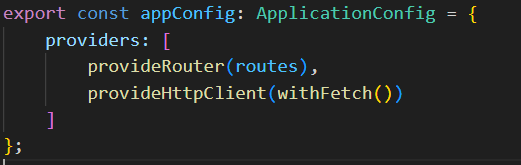 export const appConfig: ApplicationConfig = {
    providers: [
        provideRouter(routes),
        provideHttpClient(withFetch())
    ]
};